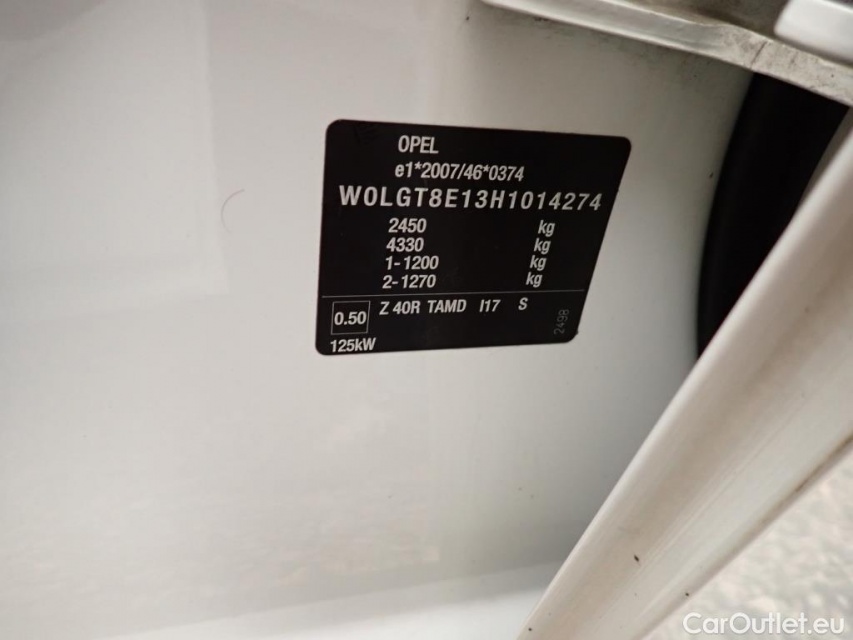 OPEL
e1*2007/46*0374
W0LGT8E13H1014274
2450 kg
4330 kg
1-1200 kg
2-1270 kg
0.50 Z 40R TAMD I17 S
2498
125kW
CarOutlet.eu